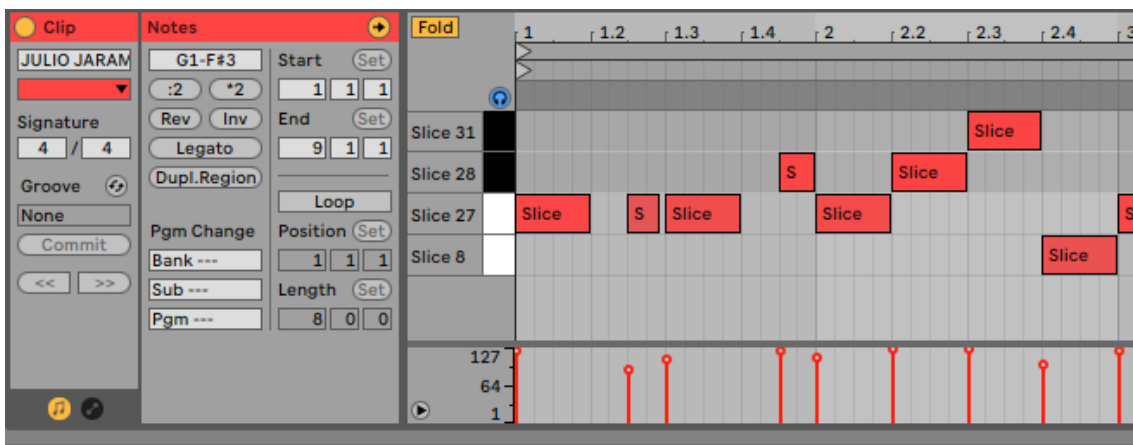 Clip
JULIO JARAM
Signature
4 / 4
Groove
None
Commit
<< >>
Notes
G1-F#3
:2 *2
Rev Inv
Legato
Dupl.Region
Pgm Change
Bank ---
Sub ---
Pgm ---
Start Set
1 1 1
End Set
9 1 1
Loop
Position Set
1 1 1
Length Set
8 0 0
Fold
1 1.2 1.3 1.4 2 2.2 2.3 2.4 3
Slice 31 Slice
Slice 28 S Slice
Slice 27 Slice S Slice Slice S
Slice 8 Slice
127
64
1